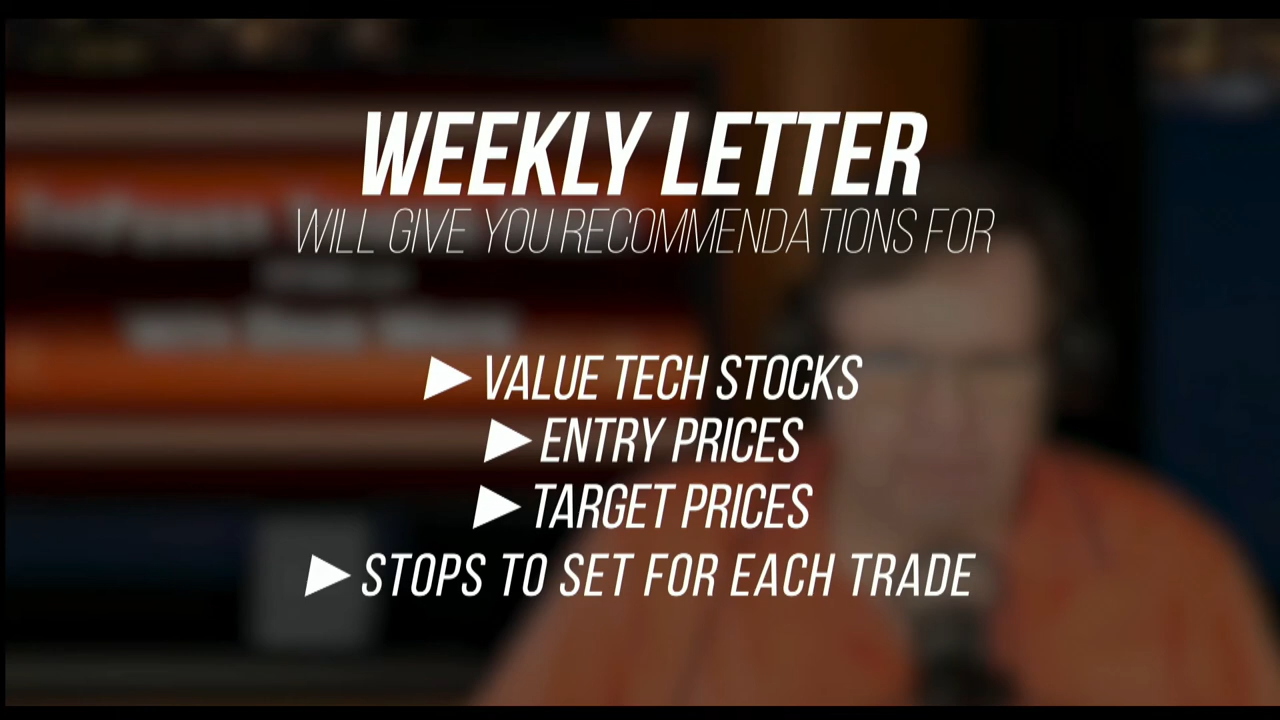 WEEKLY LETTER
WILL GIVE YOU RECOMMENDATIONS FOR
▶ VALUE TECH STOCKS
▶ ENTRY PRICES
▶ TARGET PRICES
▶ STOPS TO SET FOR EACH TRADE